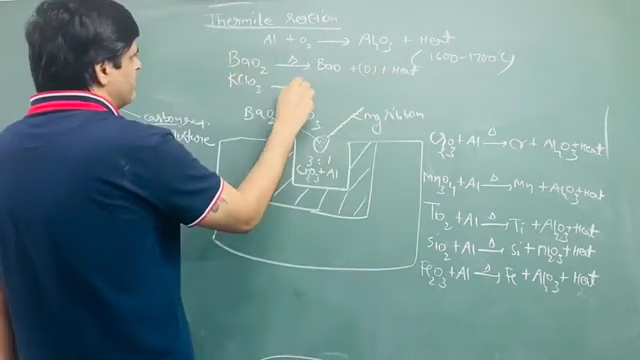 Thermite reaction
Al + O₂ → Al₂O₃ + Heat
(1600-1700°C)
BaO₂ —Δ→ BaO + (O) + Heat
KClO₃ —
mg ribbon
3 : 1
Cr₂O₃ + Al
Cr₂O₃ + Al —Δ→ Cr + Al₂O₃ + Heat
Mn₃O₄ + Al —Δ→ Mn + Al₂O₃ + Heat
TiO₂ + Al —Δ→ Ti + Al₂O₃ + Heat
SiO₂ + Al —Δ→ Si + Al₂O₃ + Heat
Fe₂O₃ + Al —Δ→ Fe + Al₂O₃ + Heat